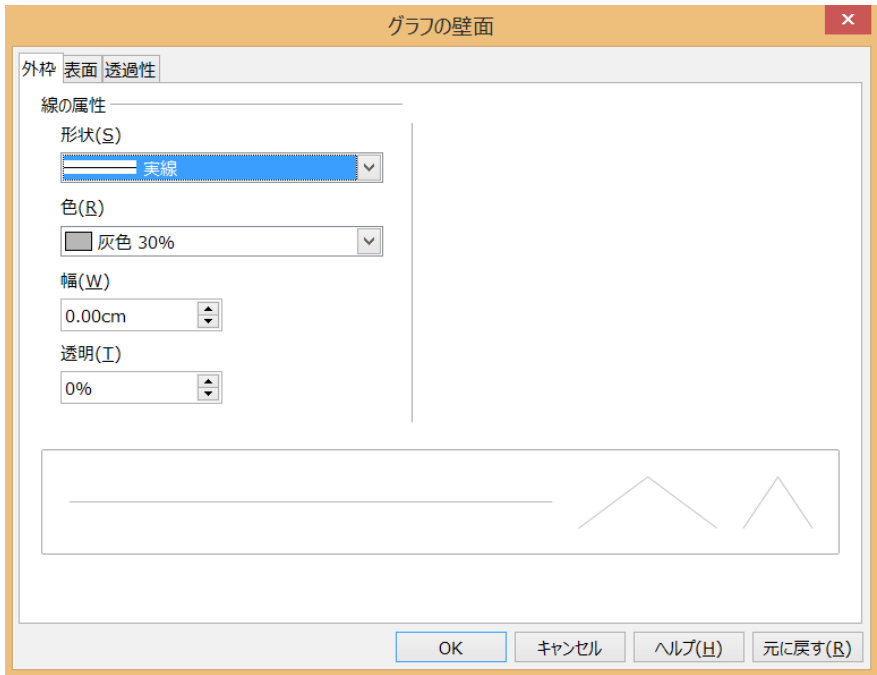 グラフの壁面
外枠 表面 透過性
線の属性
形状(S)
実線
色(R)
灰色 30%
幅(W)
0.00cm
透明(T)
0%
OK キャンセル ヘルプ(H) 元に戻す(R)